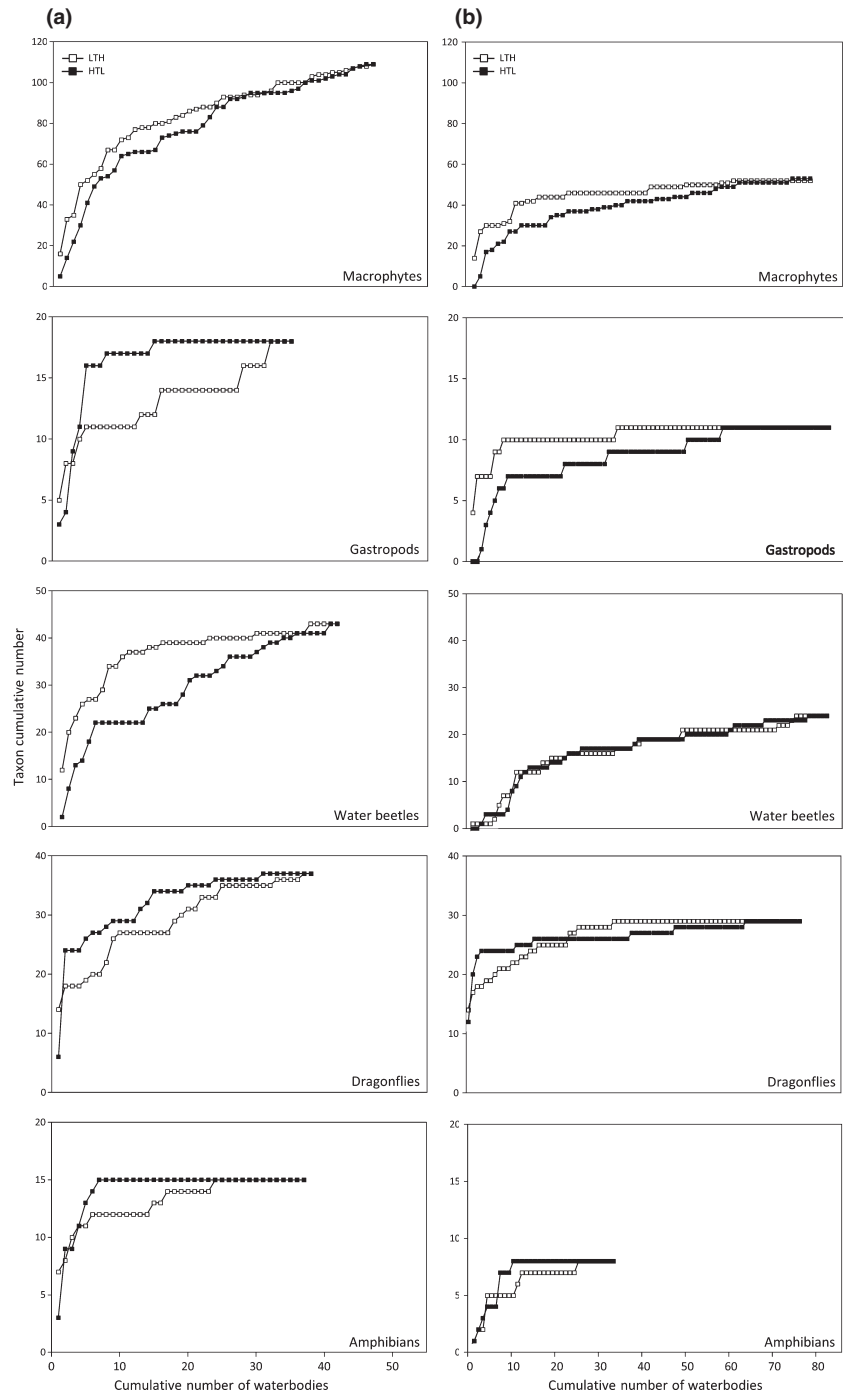 (a)
(b)
120
100
80
60
40
20
0
LTH
HTL
Macrophytes
120
100
80
60
40
20
0
LTH
HTL
Macrophytes
20
15
10
5
0
Gastropods
20
15
10
5
0
Gastropods
Taxon cumulative number
50
40
30
20
10
0
Water beetles
50
40
30
20
10
0
Water beetles
40
30
20
10
0
Dragonflies
40
30
20
10
0
Dragonflies
20
15
10
5
0
Amphibians
0 10 20 30 40 50
Cumulative number of waterbodies
20
15
10
5
0
Amphibians
0 10 20 30 40 50 60 70 80
Cumulative number of waterbodies